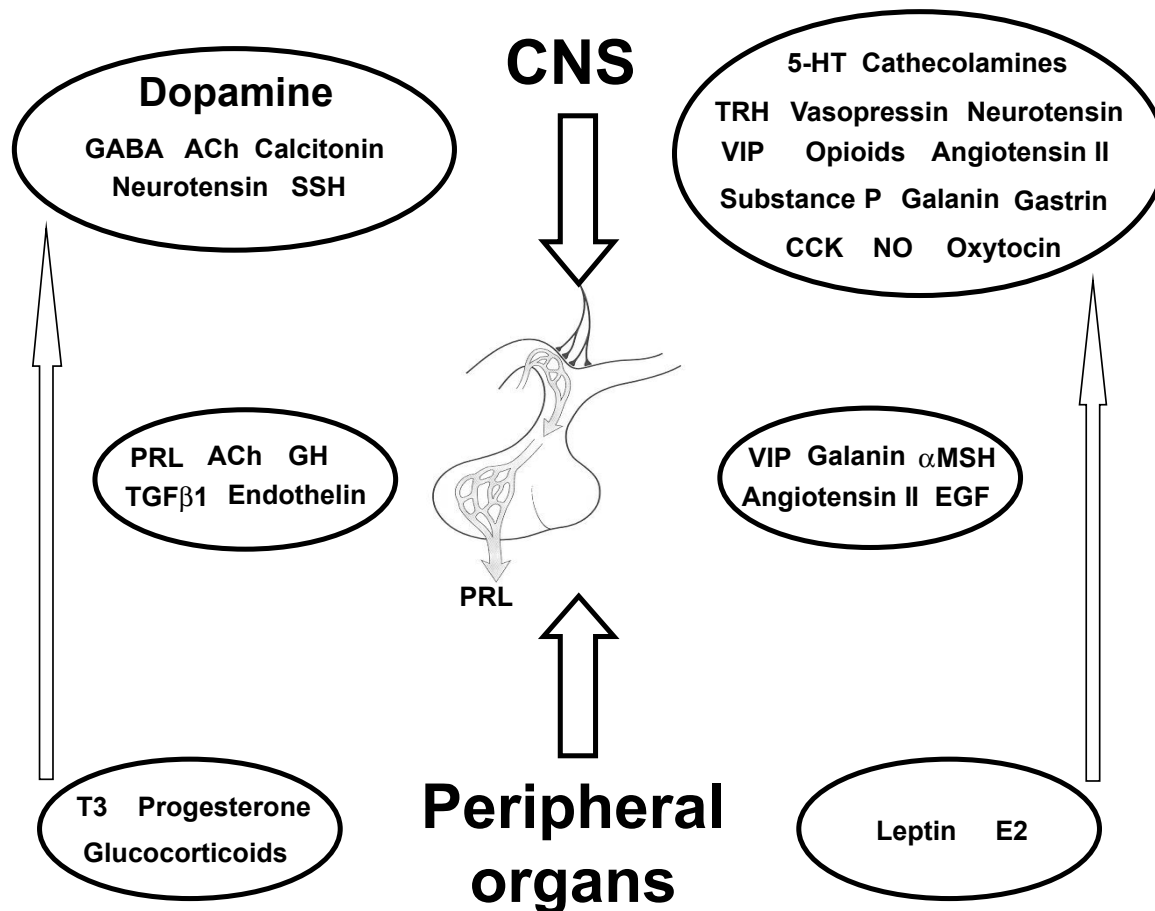 CNS
Dopamine
GABA ACh Calcitonin
Neurotensin SSH
5-HT Cathecolamines
TRH Vasopressin Neurotensin
VIP Opioids Angiotensin II
Substance P Galanin Gastrin
CCK NO Oxytocin
PRL ACh GH
TGFβ1 Endothelin
VIP Galanin αMSH
Angiotensin II EGF
PRL
T3 Progesterone
Glucocorticoids
Peripheral
organs
Leptin E2